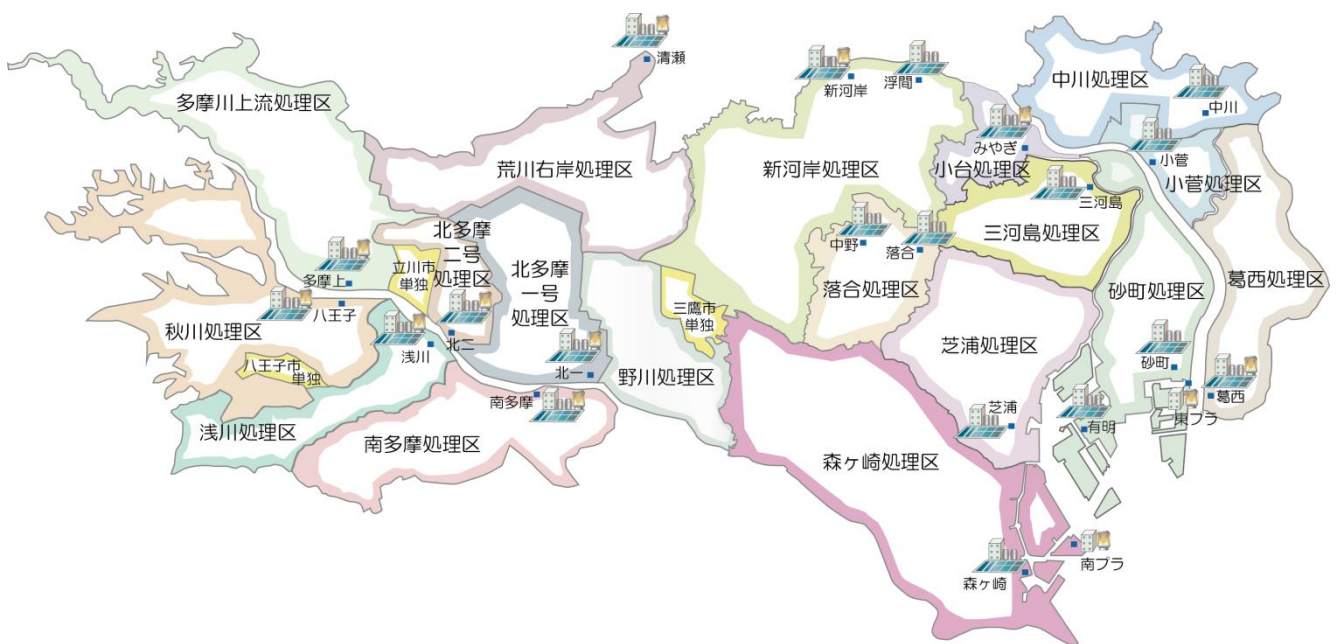 清瀬
新河岸
浮間
中川処理区
中川
多摩川上流処理区
みやぎ
小菅
荒川右岸処理区
新河岸処理区
小台処理区
小菅処理区
三河島
北多摩
二号
処理区
中野
落合
三河島処理区
立川市
単独
北多摩
一号
処理区
多摩上
八王子
落合処理区
砂町処理区
葛西処理区
三鷹市
単独
秋川処理区
浅川
北二
芝浦処理区
八王子市
単独
北一
野川処理区
砂町
南多摩
葛西
東プラ
浅川処理区
南多摩処理区
芝浦
有明
森ヶ崎処理区
森ヶ崎
南プラ